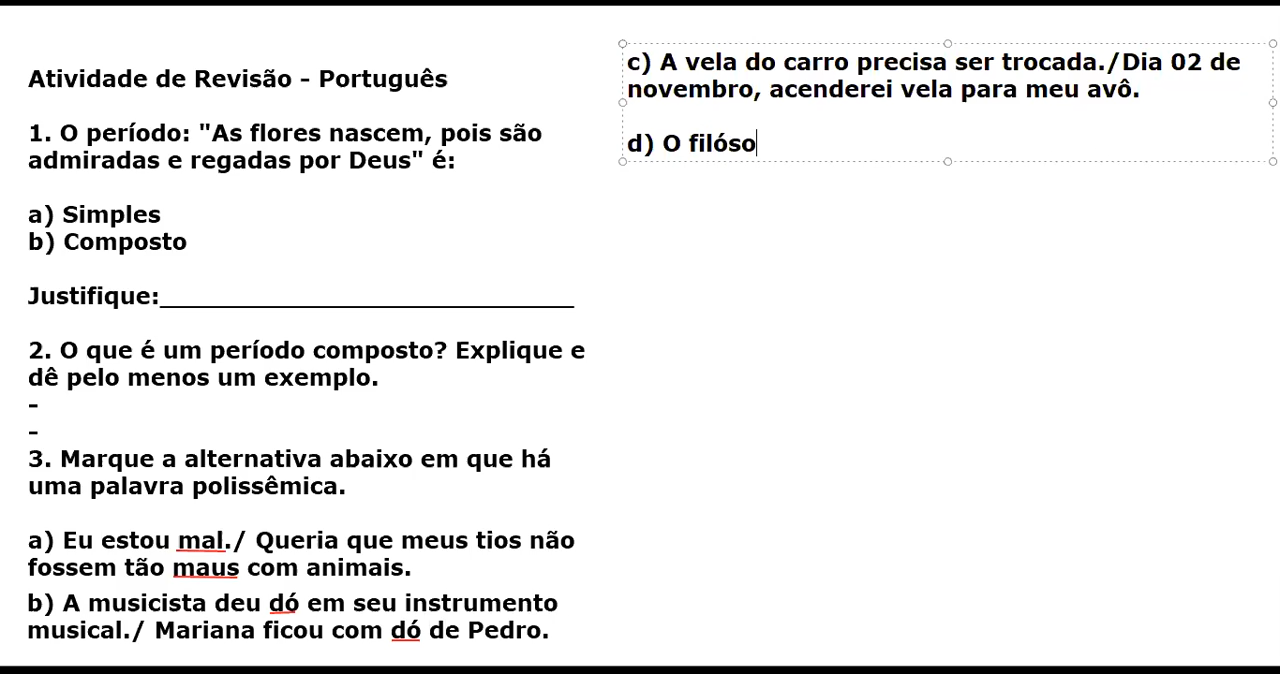 Atividade de Revisão - Português
1. O período: "As flores nascem, pois são
admiradas e regadas por Deus" é:
a) Simples
b) Composto
Justifique:__________________________________
2. O que é um período composto? Explique e
dê pelo menos um exemplo.
-
-
3. Marque a alternativa abaixo em que há
uma palavra polissêmica.
a) Eu estou mal./ Queria que meus tios não
fossem tão maus com animais.
b) A musicista deu dó em seu instrumento
musical./ Mariana ficou com dó de Pedro.
c) A vela do carro precisa ser trocada./Dia 02 de
novembro, acenderei vela para meu avô.
d) O filóso